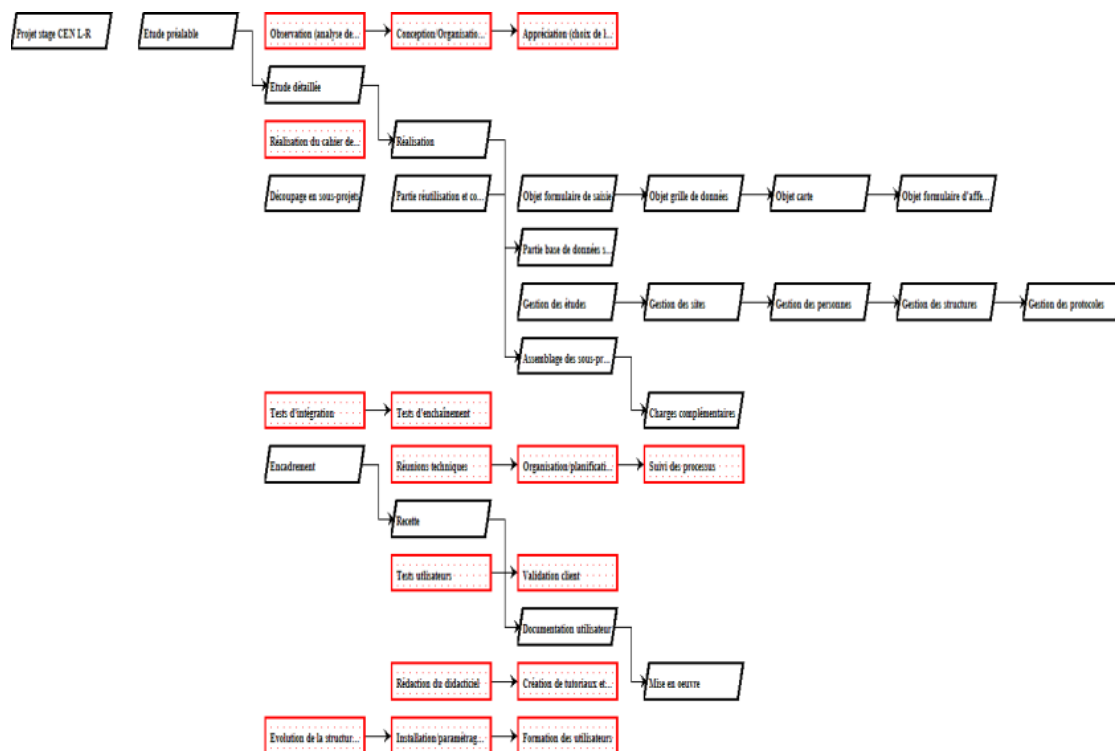 Projet stage CEN L-R
Etude préalable
Observation (analyse de...
Conception/Organisatio...
Appréciation (choix de l...
Etude détaillée
Réalisation du cahier de...
Réalisation
Découpage en sous-projets
Partie réutilisation et co...
Objet formulaire de saisie
Objet grille de données
Objet carte
Objet formulaire d'affe...
Partie base de données s...
Gestion des études
Gestion des sites
Gestion des personnes
Gestion des structures
Gestion des protocoles
Assemblage des sous-pr...
Charges complémentaires
Tests d'intégration
Tests d'enchaînement
Encadrement
Réunions techniques
Organisation/planificati...
Suivi des processus
Recette
Tests utlisateurs
Validation client
Documentation utilisateur
Rédaction du didacticiel
Création de tutoriaux et...
Mise en oeuvre
Evolution de la structur...
Installation/paramétrag...
Formation des utilisateurs